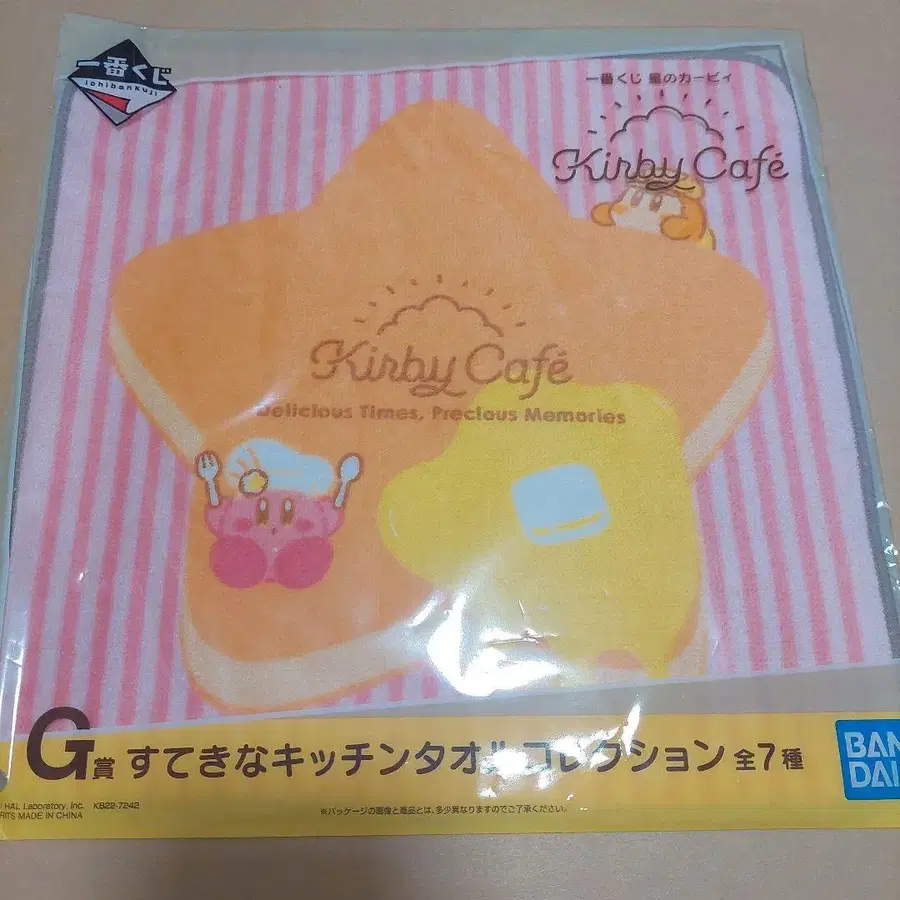 一番くじ
ichibankuji
一番くじ 星のカービィ
Kirby Café
Kirby Café
Delicious Times, Precious Memories
G賞 すてきなキッチンタオルコレクション 全7種
BAN
DAI
HAL Laboratory, Inc. KB22-7242
RITS MADE IN CHINA
※パッケージの画像と商品とは、多少異なりますのでご了承ください。